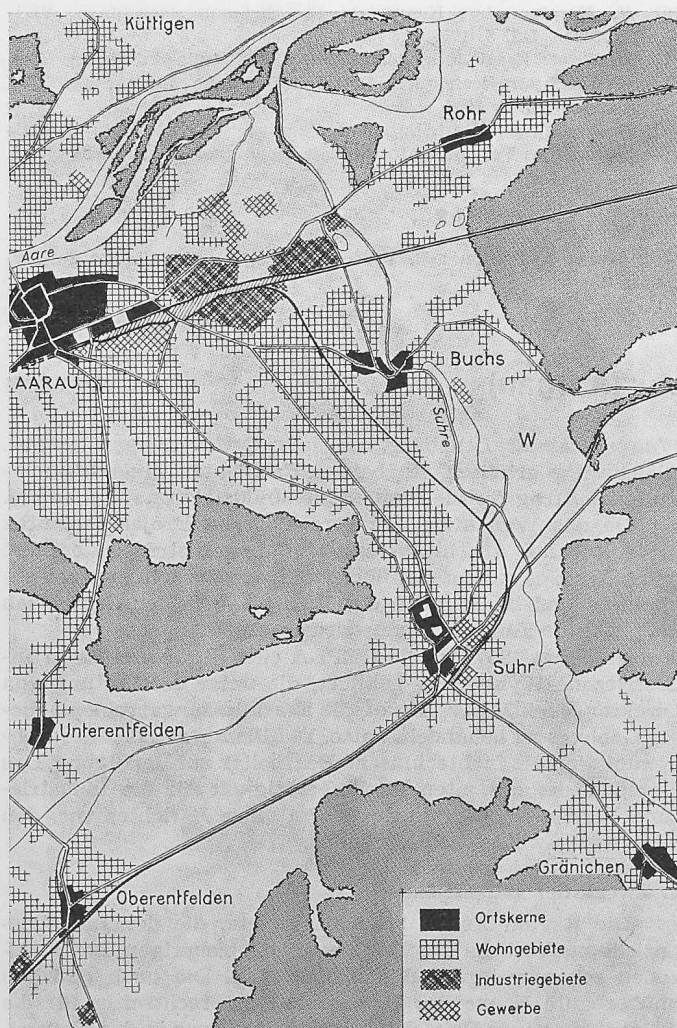 Küttigen
Rohr
Aare
AARAU
Buchs
Suhre
W
Suhr
Unterentfelden
Gränichen
Oberentfelden
Ortskerne
Wohngebiete
Industriegebiete
Gewerbe